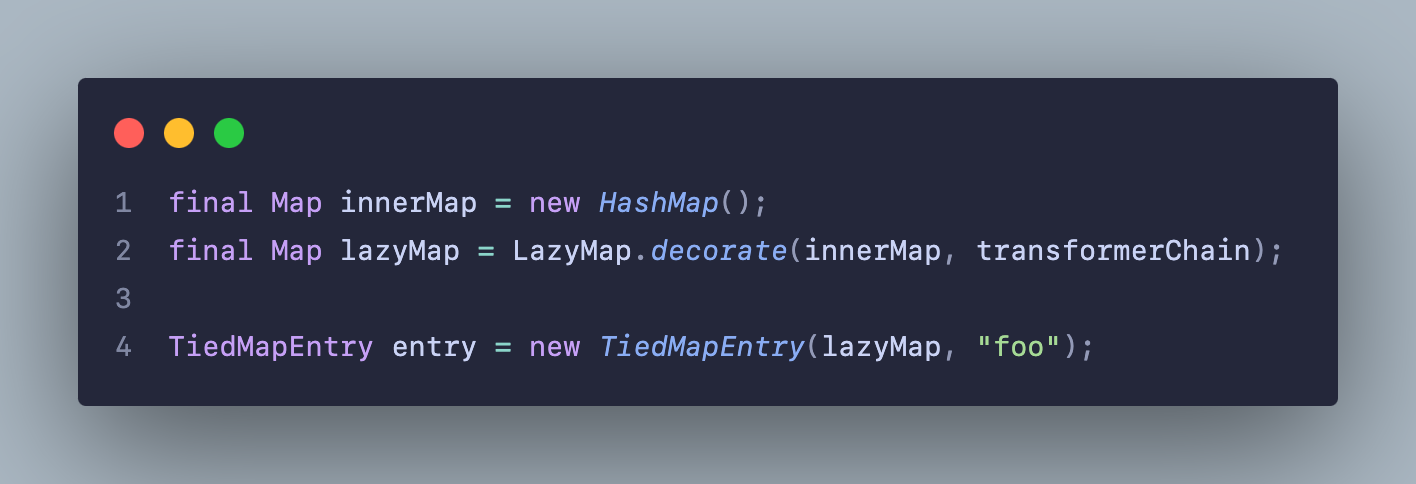 1 final Map innerMap = new HashMap();
2 final Map lazyMap = LazyMap.decorate(innerMap, transformerChain);
3
4 TiedMapEntry entry = new TiedMapEntry(lazyMap, "foo");